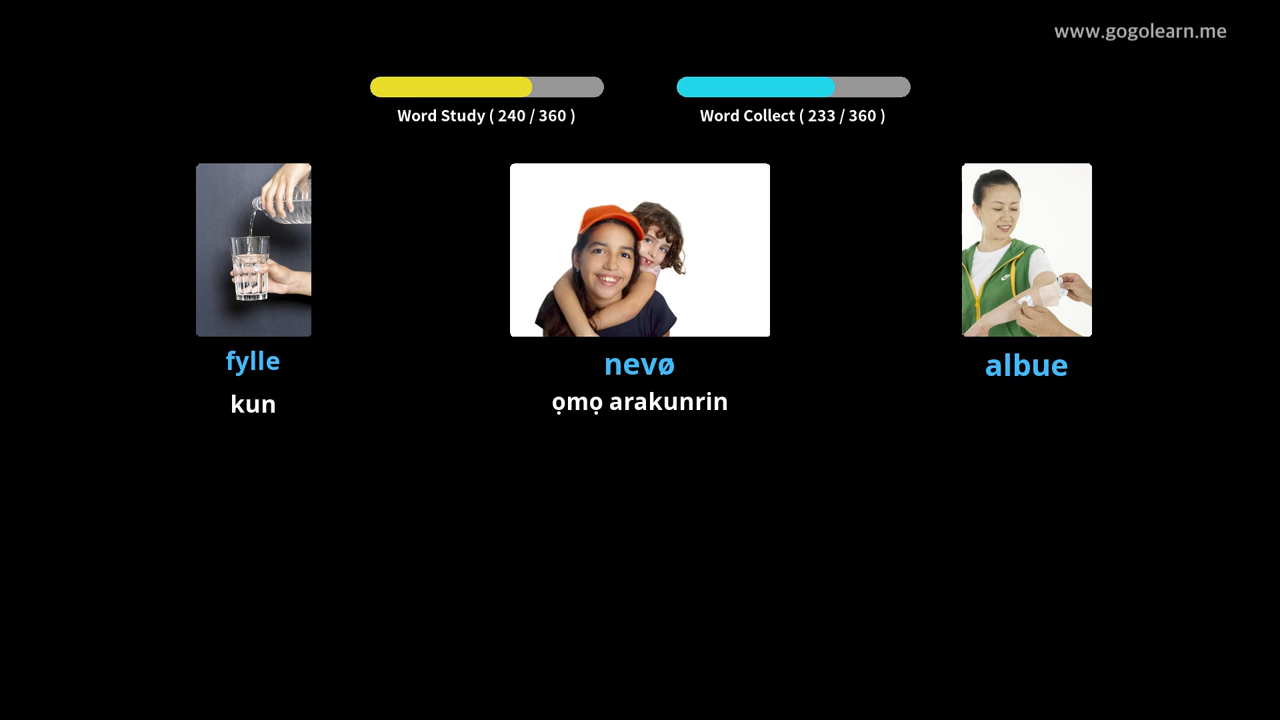 www.gogolearn.me
Word Study ( 240 / 360 )
Word Collect ( 233 / 360 )
fylle
kun
nevø
ọmọ arakunrin
albue